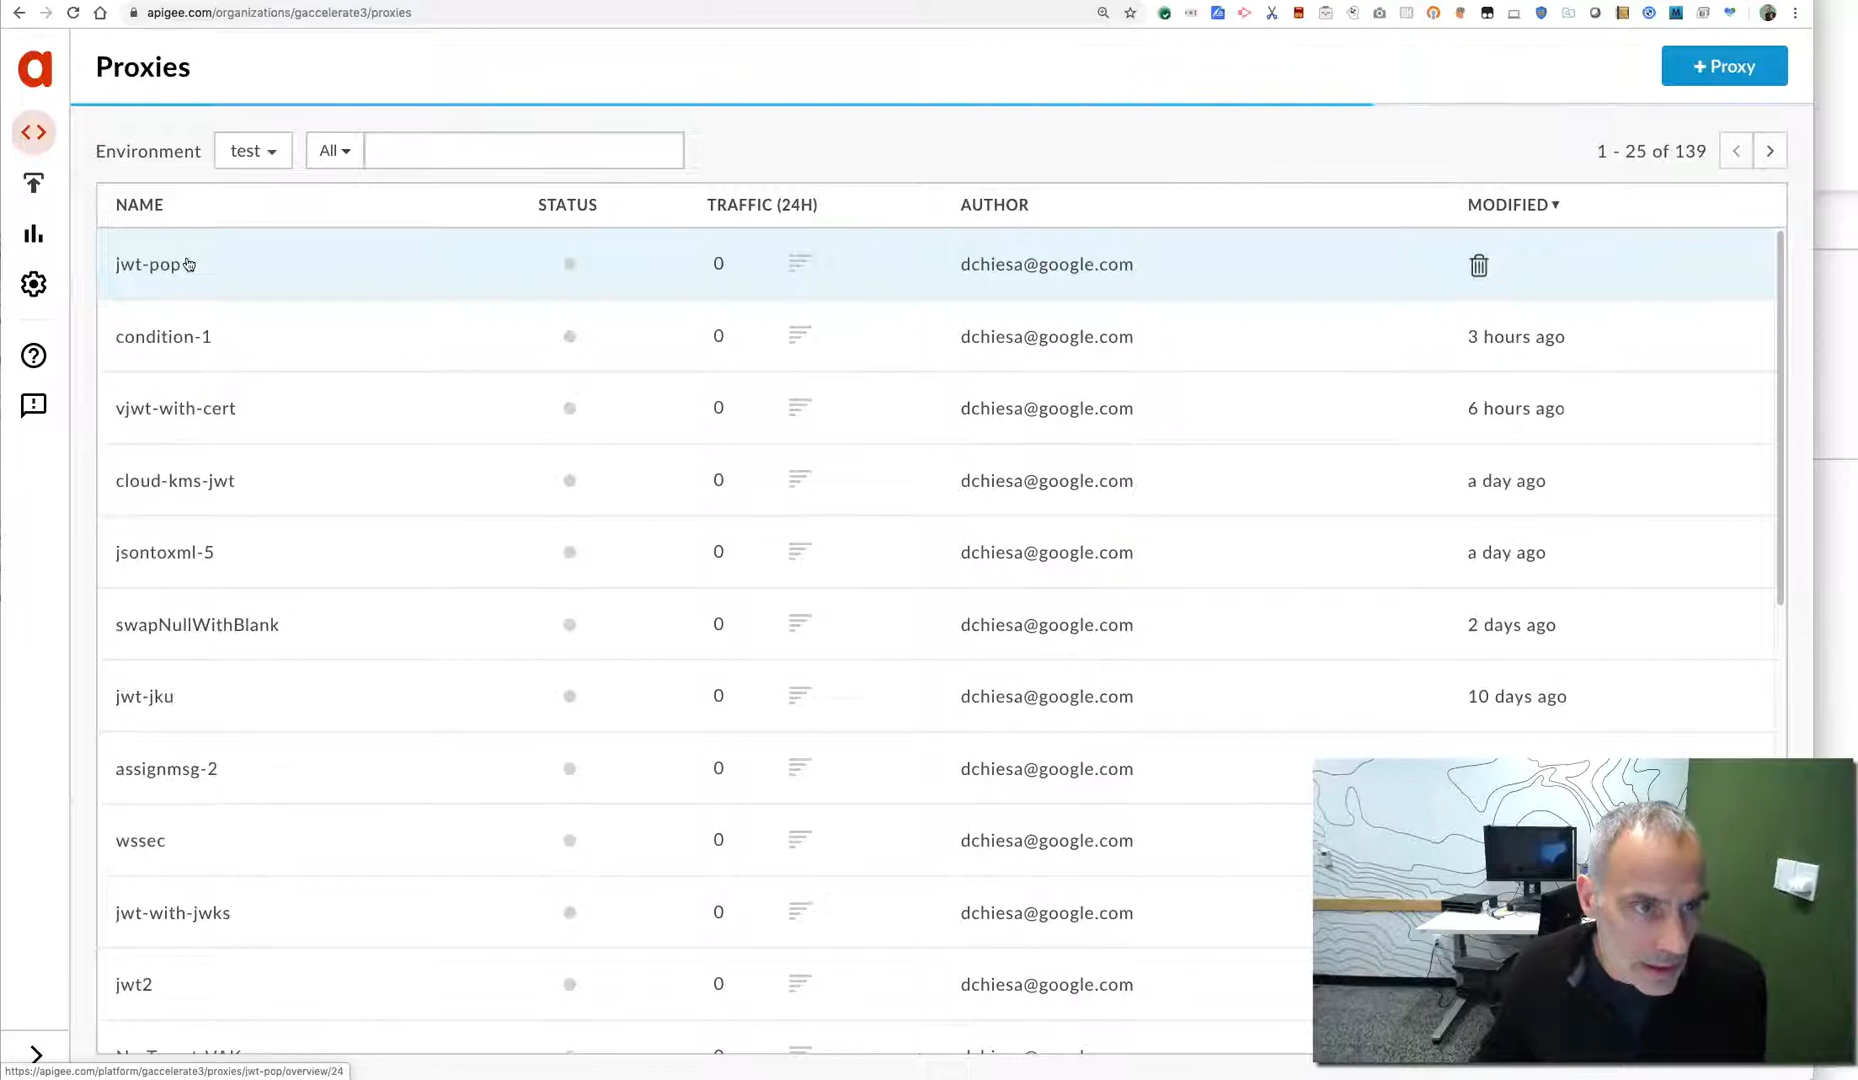 apigee.com/organizations/gaccelerate3/proxies
a
Proxies
+ Proxy
Environment test All 1 - 25 of 139
NAME STATUS TRAFFIC (24H) AUTHOR MODIFIED
jwt-pop 0 dchiesa@google.com
condition-1 0 dchiesa@google.com 3 hours ago
vjwt-with-cert 0 dchiesa@google.com 6 hours ago
cloud-kms-jwt 0 dchiesa@google.com a day ago
jsontoxml-5 0 dchiesa@google.com a day ago
swapNullWithBlank 0 dchiesa@google.com 2 days ago
jwt-jku 0 dchiesa@google.com 10 days ago
assignmsg-2 0 dchiesa@google.com
wssec 0 dchiesa@google.com
jwt-with-jwks 0 dchiesa@google.com
jwt2 0 dchiesa@google.com
https://apigee.com/platform/gaccelerate3/proxies/jwt-pop/overview/24